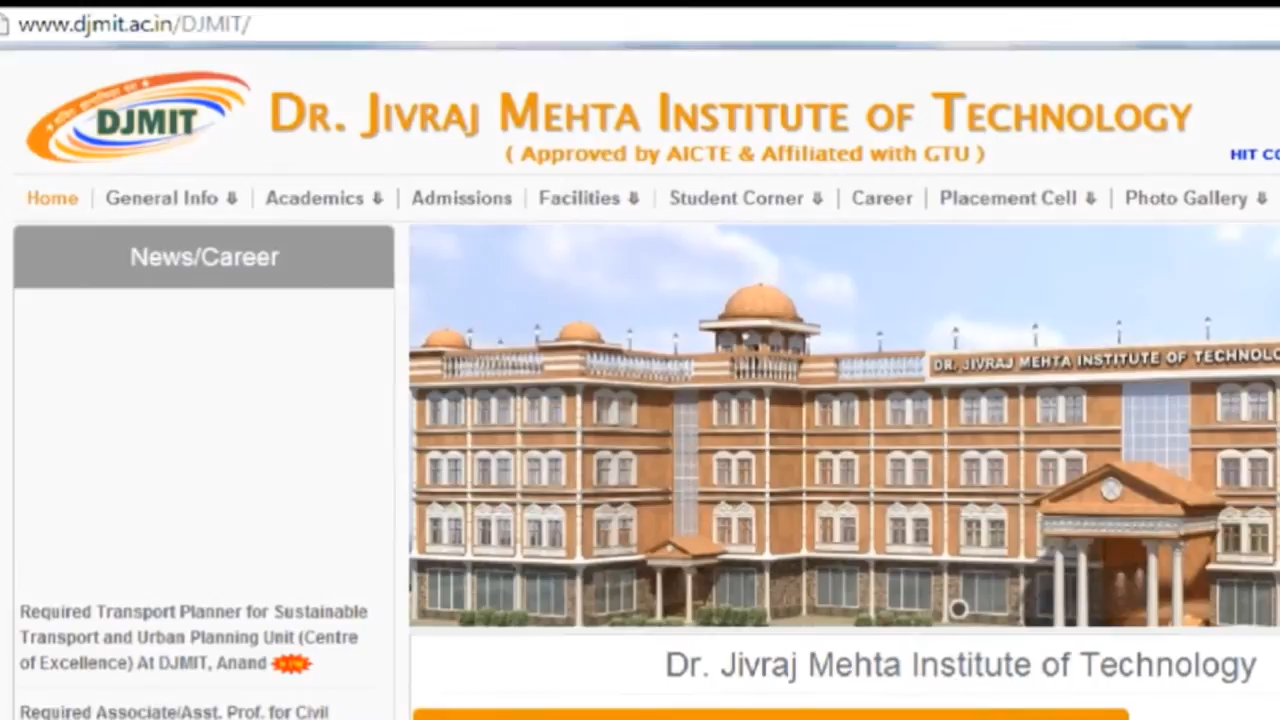 www.djmit.ac.in/DJMIT/
DJMIT
DR. JIVRAJ MEHTA INSTITUTE OF TECHNOLOGY
( Approved by AICTE & Affiliated with GTU )
HIT CO
Home
General Info
Academics
Admissions
Facilities
Student Corner
Career
Placement Cell
Photo Gallery
News/Career
DR. JIVRAJ MEHTA INSTITUTE OF TECHNOLO
Required Transport Planner for Sustainable
Transport and Urban Planning Unit (Centre
of Excellence) At DJMIT, Anand
Dr. Jivraj Mehta Institute of Technology
Required Associate/Asst. Prof. for Civil